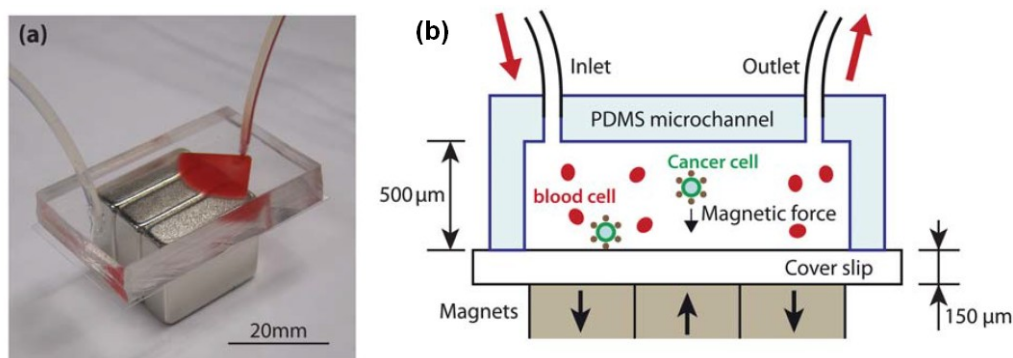 (a)
20mm
(b)
Inlet
Outlet
PDMS microchannel
500 µm
Cancer cell
blood cell
Magnetic force
Cover slip
Magnets
150 µm